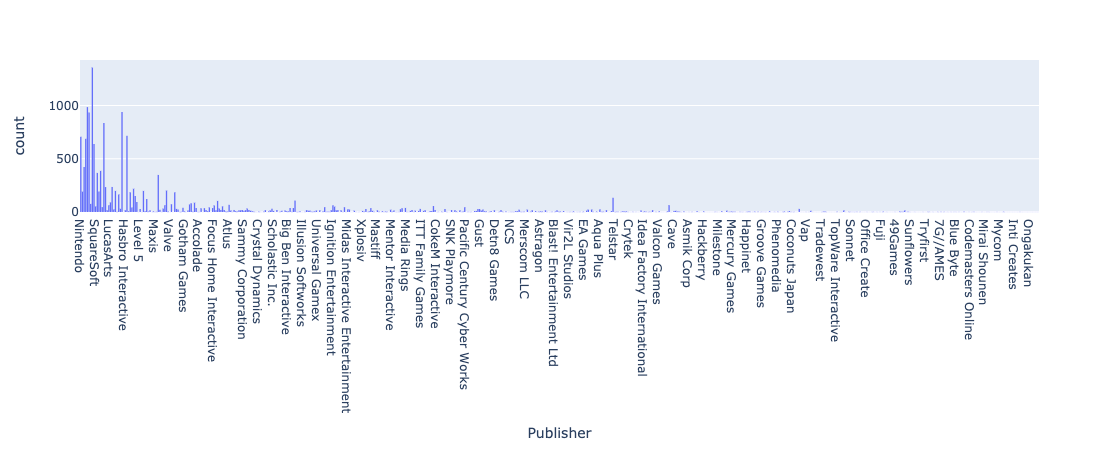 1000
500
0
count
Nintendo
SquareSoft
LucasArts
Hasbro Interactive
Level 5
Maxis
Valve
Gotham Games
Accolade
Focus Home Interactive
Atlus
Sammy Corporation
Crystal Dynamics
Scholastic Inc.
Big Ben Interactive
Illusion Softworks
Universal Gamex
Ignition Entertainment
Midas Interactive Entertainment
Xplosiv
Mastiff
Mentor Interactive
Media Rings
ITT Family Games
CokeM Interactive
SNK Playmore
Pacific Century Cyber Works
Gust
Detn8 Games
NCS
Merscom LLC
Astragon
Blast! Entertainment Ltd
Vir2L Studios
EA Games
Aqua Plus
Telstar
Crytek
Idea Factory International
Valcon Games
Cave
Asmik Corp
Hackberry
Milestone
Mercury Games
Happinet
Groove Games
Phenomedia
Coconuts Japan
Vap
Tradewest
TopWare Interactive
Sonnet
Office Create
Fuji
49Games
Sunflowers
Tryfirst
7G//AMES
Blue Byte
Codemasters Online
Mirai Shounen
Mycom
Inti Creates
Ongakukan
Publisher